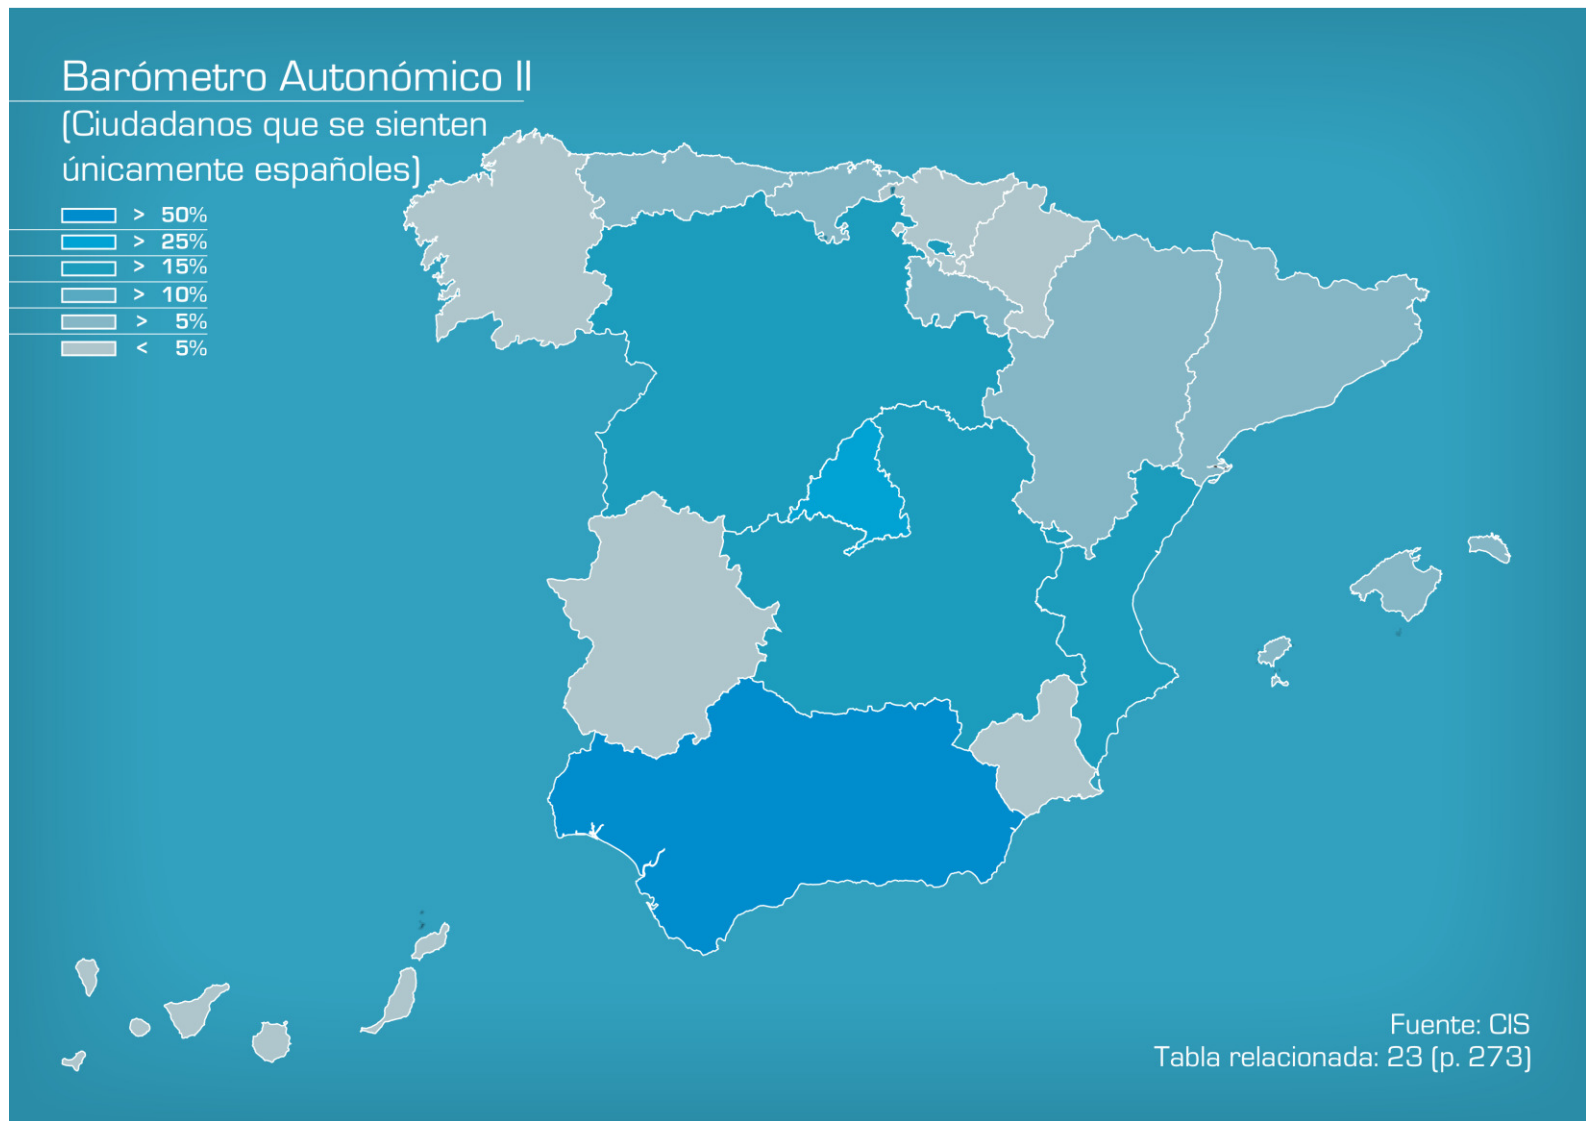 Barómetro Autonómico II
(Ciudadanos que se sienten
únicamente españoles)
> 50%
> 25%
> 15%
> 10%
> 5%
< 5%
Fuente: CIS
Tabla relacionada: 23 (p. 273)